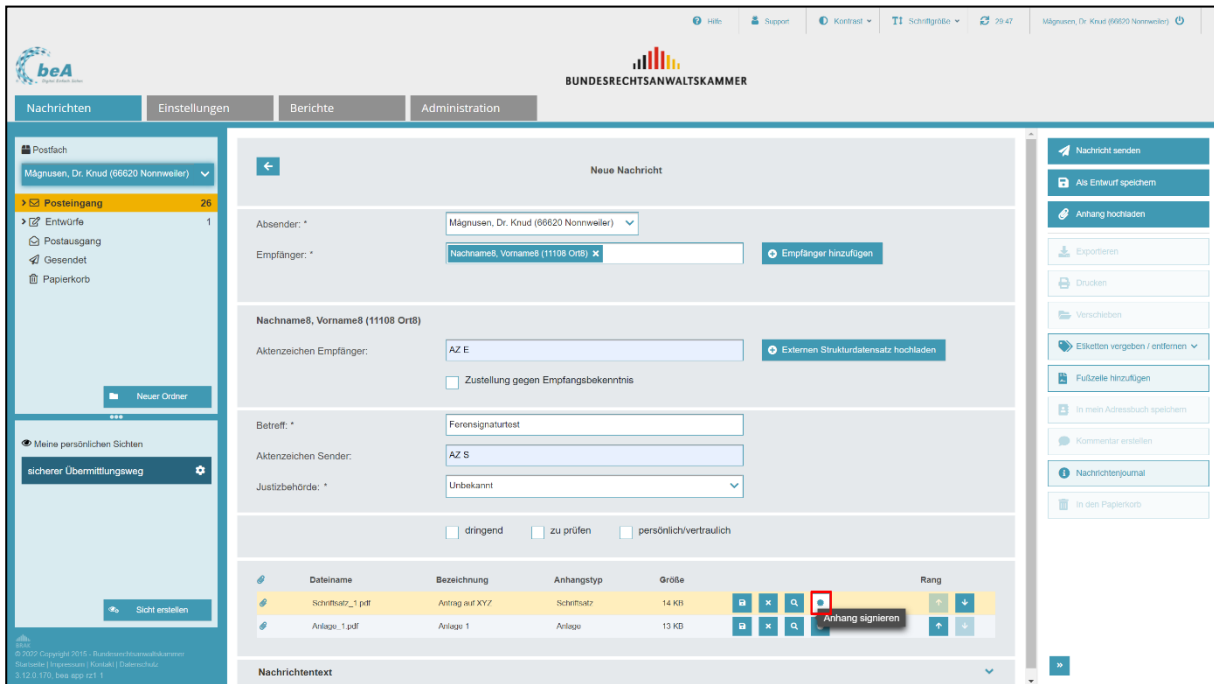 Hilfe Support Kontrast Schriftgröße 29:47 Mågnusen, Dr. Knud (66620 Nonnweiler)
beA
BUNDESRECHTSANWALTSKAMMER
Nachrichten Einstellungen Berichte Administration
Postfach
Mågnusen, Dr. Knud (66620 Nonnweiler)
Posteingang 26
Entwürfe 1
Postausgang
Gesendet
Papierkorb
Neuer Ordner
Meine persönlichen Sichten
sicherer Übermittlungsweg
Sicht erstellen
BRAK
© 2022 Copyright 2015 - Bundesrechtsanwaltskammer
Startseite | Impressum | Kontakt | Datenschutz
3.12.0.170, bea app rz1 1
Neue Nachricht
Absender: * Mågnusen, Dr. Knud (66620 Nonnweiler)
Empfänger: * Nachname8, Vorname8 (11108 Ort8) Empfänger hinzufügen
Nachname8, Vorname8 (11108 Ort8)
Aktenzeichen Empfänger: AZ E Externen Strukturdatensatz hochladen
Zustellung gegen Empfangsbekenntnis
Betreff: * Ferensignaturtest
Aktenzeichen Sender: AZ S
Justizbehörde: * Unbekannt
dringend zu prüfen persönlich/vertraulich
Dateiname Bezeichnung Anhangstyp Größe Rang
Schriftsatz_1.pdf Antrag auf XYZ Schriftsatz 14 KB
Anhang signieren
Anlage_1.pdf Anlage 1 Anlage 13 KB
Nachrichtentext
Nachricht senden
Als Entwurf speichern
Anhang hochladen
Exportieren
Drucken
Verschieben
Etiketten vergeben / entfernen
Fußzeile hinzufügen
In mein Adressbuch speichern
Kommentar erstellen
Nachrichtenjournal
In den Papierkorb